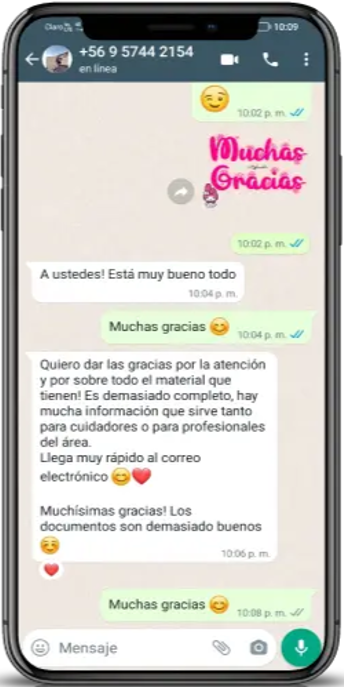 Claro
10:09
+56 9 5744 2154
en línea
10:02 p. m.
Muchas
Gracias
10:02 p. m.
A ustedes! Está muy bueno todo
10:04 p. m.
Muchas gracias 😊
10:04 p. m.
Quiero dar las gracias por la atención
y por sobre todo el material que
tienen! Es demasiado completo, hay
mucha información que sirve tanto
para cuidadores o para profesionales
del área.
Llega muy rápido al correo
electrónico 😊❤️
Muchísimas gracias! Los
documentos son demasiado buenos
☺️
10:06 p. m.
Muchas gracias 😊
10:08 p. m.
Mensaje